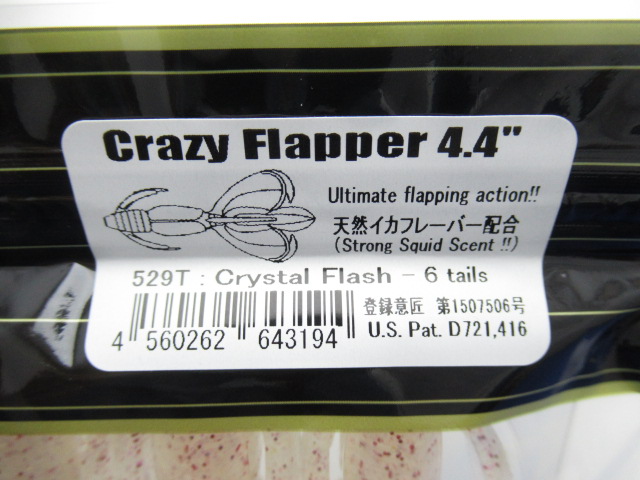 Crazy Flapper 4.4"
Ultimate flapping action!!
天然イカフレーバー配合
(Strong Squid Scent !!)
529T : Crystal Flash - 6 tails
登録意匠 第1507506号
4 560262 643194
U.S. Pat. D721,416